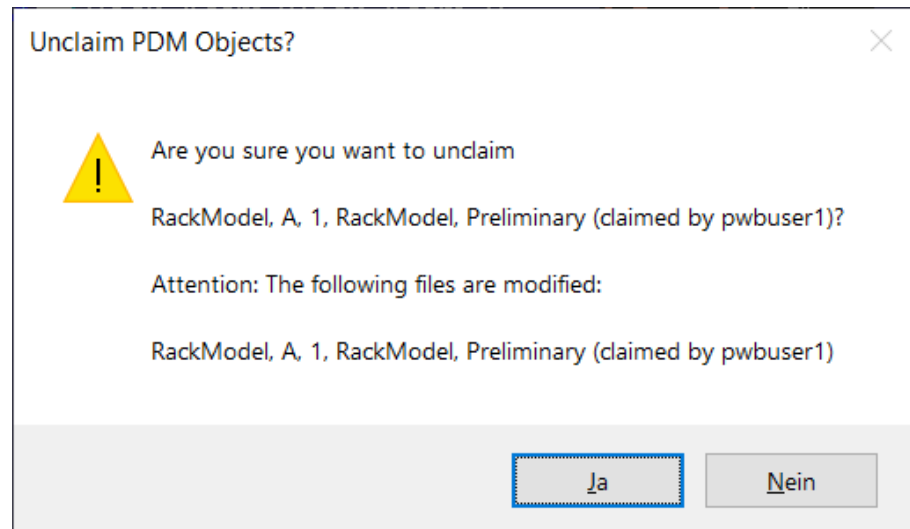 Unclaim PDM Objects?
Are you sure you want to unclaim
RackModel, A, 1, RackModel, Preliminary (claimed by pwbuser1)?
Attention: The following files are modified:
RackModel, A, 1, RackModel, Preliminary (claimed by pwbuser1)
Ja
Nein